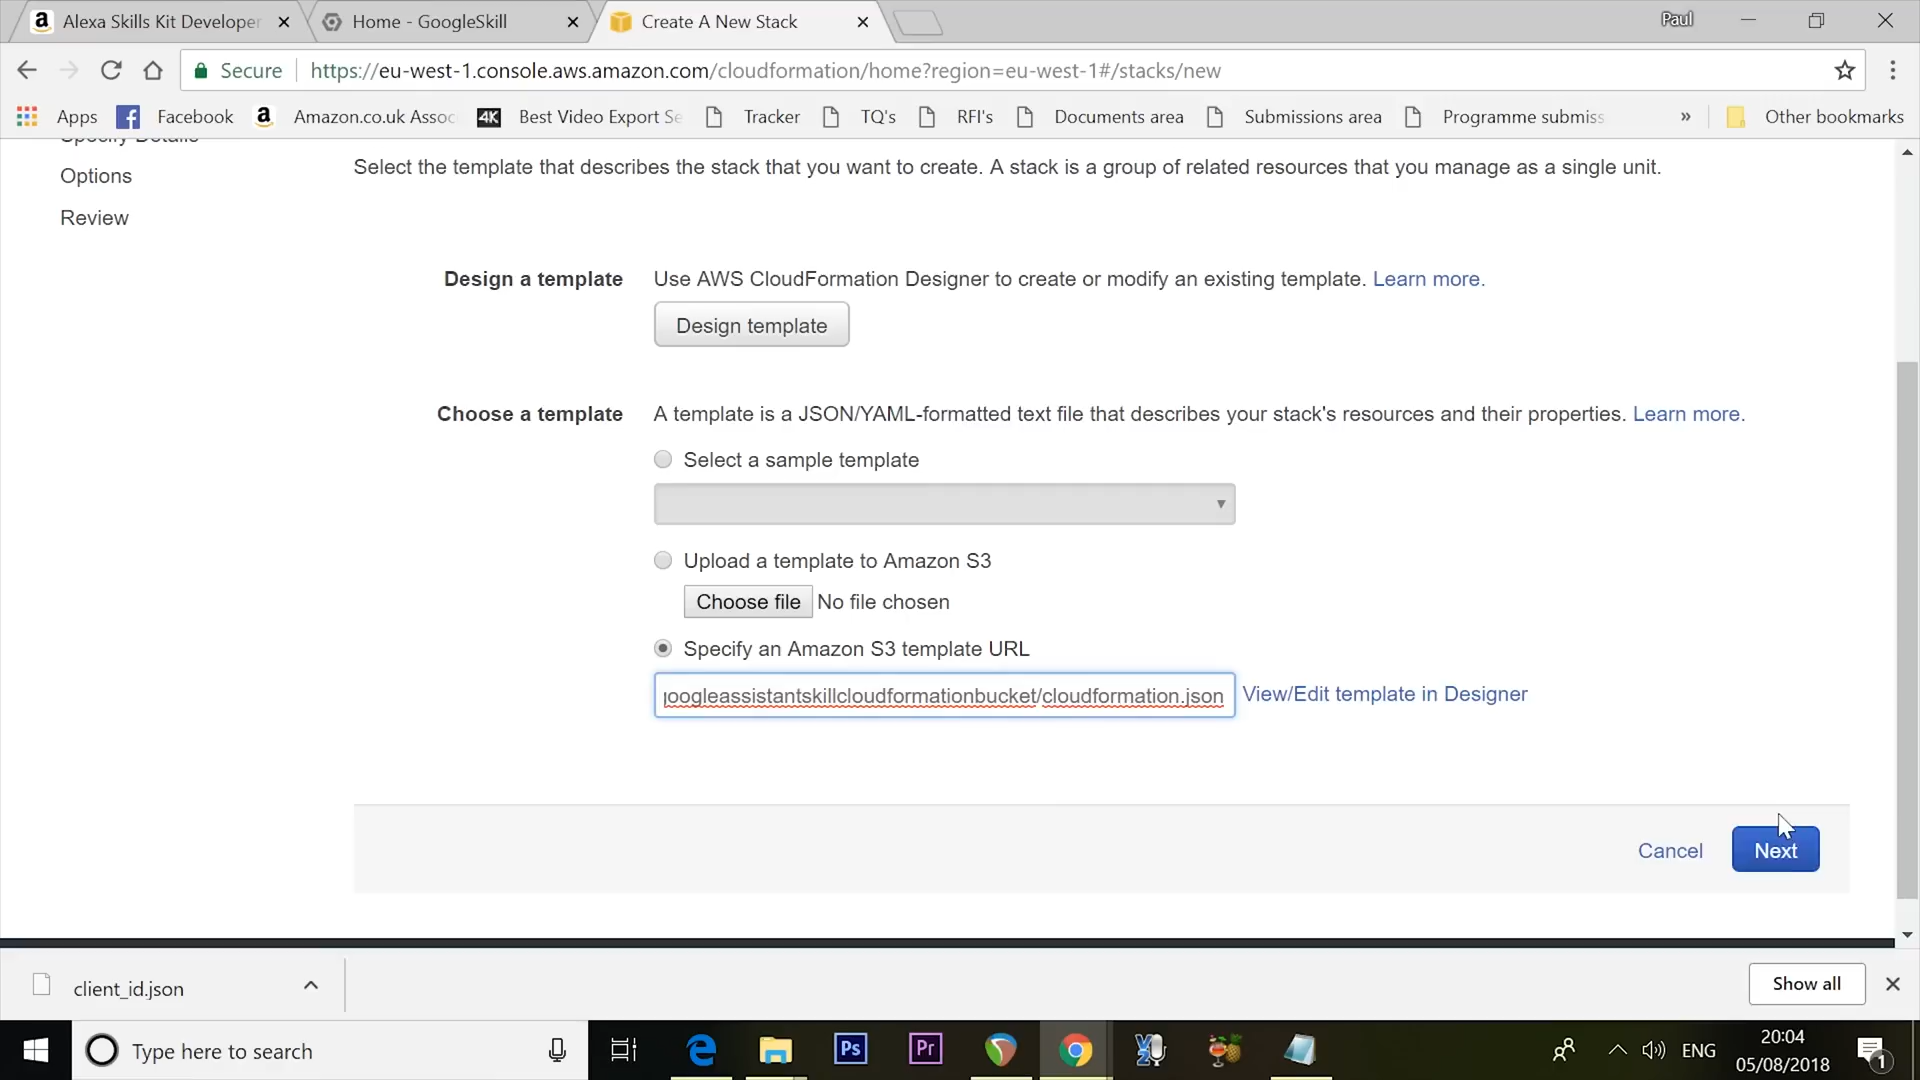 Alexa Skills Kit Developer
Home - GoogleSkill
Create A New Stack
Paul
Secure
https://eu-west-1.console.aws.amazon.com/cloudformation/home?region=eu-west-1#/stacks/new
Apps
Facebook
Amazon.co.uk Assoc
4K
Best Video Export Se
Tracker
TQ's
RFI's
Documents area
Submissions area
Programme submiss
»
Other bookmarks
Specify Details
Options
Review
Select the template that describes the stack that you want to create. A stack is a group of related resources that you manage as a single unit.
Design a template
Use AWS CloudFormation Designer to create or modify an existing template. Learn more.
Design template
Choose a template
A template is a JSON/YAML-formatted text file that describes your stack's resources and their properties. Learn more.
Select a sample template
Upload a template to Amazon S3
Choose file No file chosen
Specify an Amazon S3 template URL
googleassistantskillcloudformationbucket/cloudformation.json
View/Edit template in Designer
Cancel
Next
client_id.json
Show all
Type here to search
Ps
Pr
ENG
20:04
05/08/2018
1